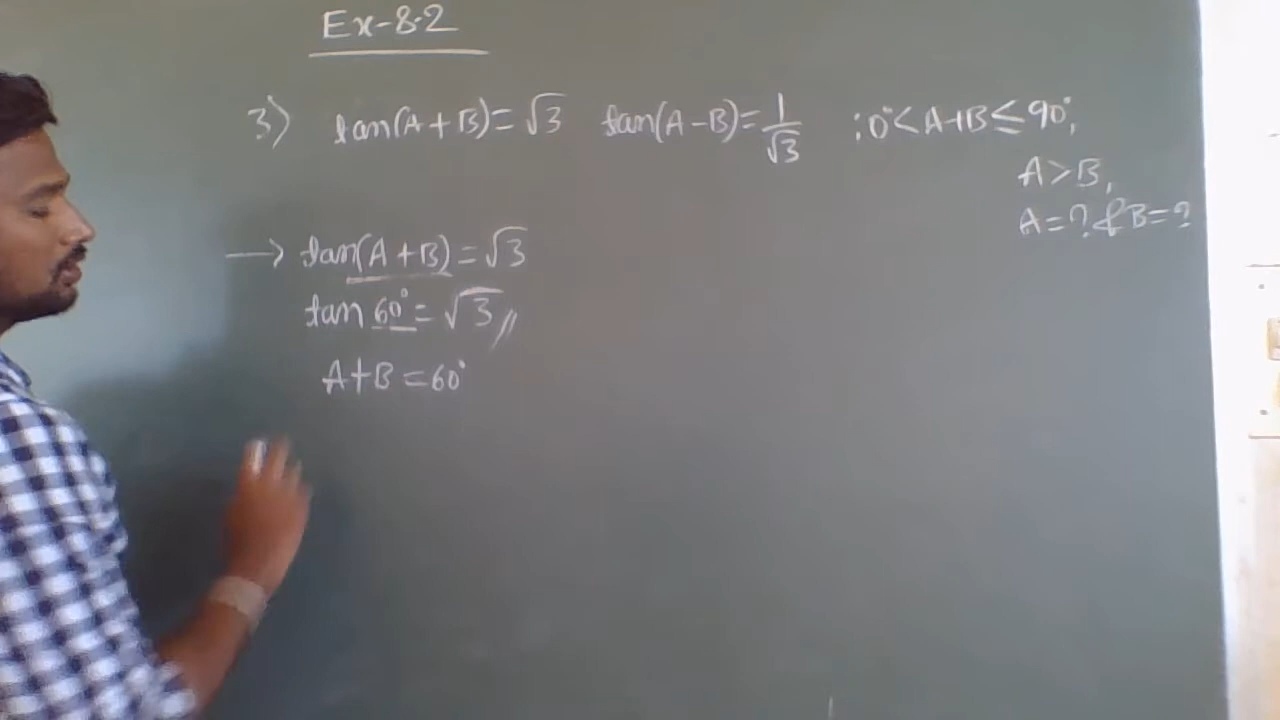 Ex-8.2
3) tan(A+B)=√3 tan(A-B)=1/√3 :0°<A+B≤90°,
A>B,
A=? & B=?
→ tan(A+B)=√3
tan 60°=√3//
A+B=60°